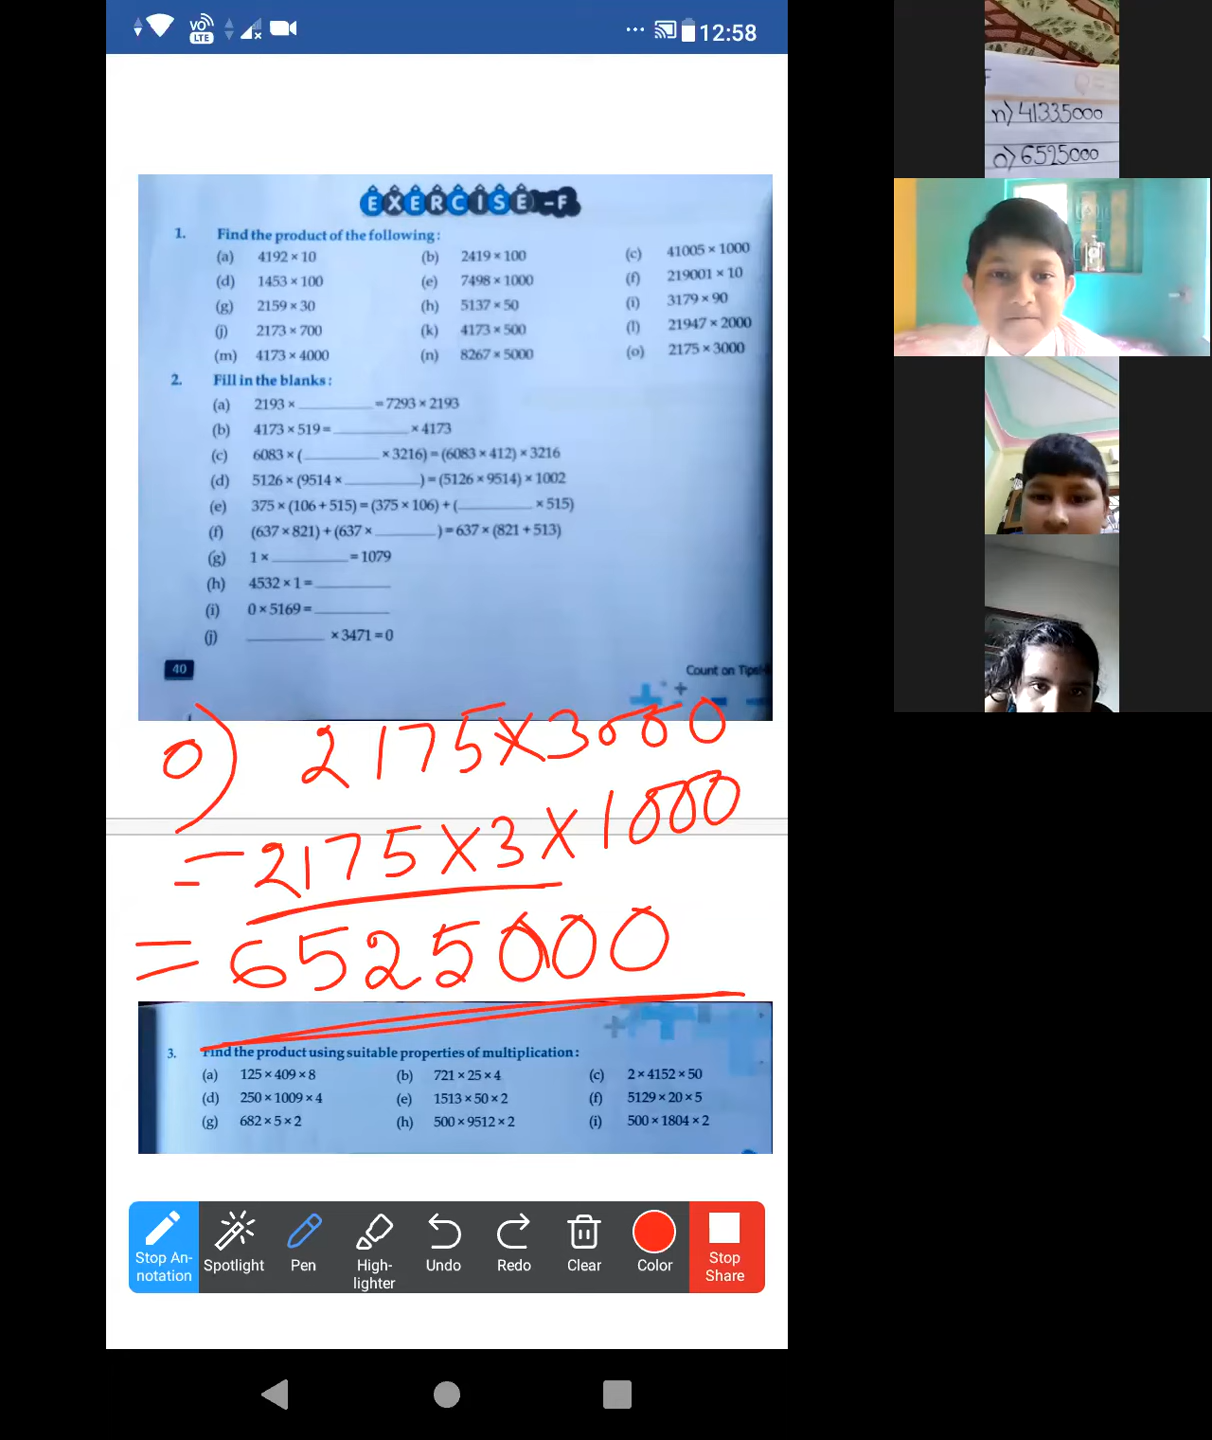 VO LTE ... 12:58
EXERCISE-F
1. Find the product of the following:
(a) 4192 × 10 (b) 2419 × 100 (c) 41005 × 1000
(d) 1453 × 100 (e) 7498 × 1000 (f) 219001 × 10
(g) 2159 × 30 (h) 5137 × 50 (i) 3179 × 90
(j) 2173 × 700 (k) 4173 × 500 (l) 21947 × 2000
(m) 4173 × 4000 (n) 8267 × 5000 (o) 2175 × 3000
2. Fill in the blanks:
(a) 2193 × ________ = 7293 × 2193
(b) 4173 × 519 = ________ × 4173
(c) 6083 × (________ × 3216) = (6083 × 412) × 3216
(d) 5126 × (9514 × ________) = (5126 × 9514) × 1002
(e) 375 × (106 + 515) = (375 × 106) + (________ × 515)
(f) (637 × 821) + (637 × ________) = 637 × (821 + 513)
(g) 1 × ________ = 1079
(h) 4532 × 1 = ________
(i) 0 × 5169 = ________
(j) ________ × 3471 = 0
40
Count on Tips
o) 2175×3000
= 2175×3×1000
= 6525000
3. Find the product using suitable properties of multiplication:
(a) 125 × 409 × 8 (b) 721 × 25 × 4 (c) 2 × 4152 × 50
(d) 250 × 1009 × 4 (e) 1513 × 50 × 2 (f) 5129 × 20 × 5
(g) 682 × 5 × 2 (h) 500 × 9512 × 2 (i) 500 × 1804 × 2
Stop An-
notation
Spotlight
Pen
High-
lighter
Undo
Redo
Clear
Color
Stop
Share
n) 41335000
o) 6525000